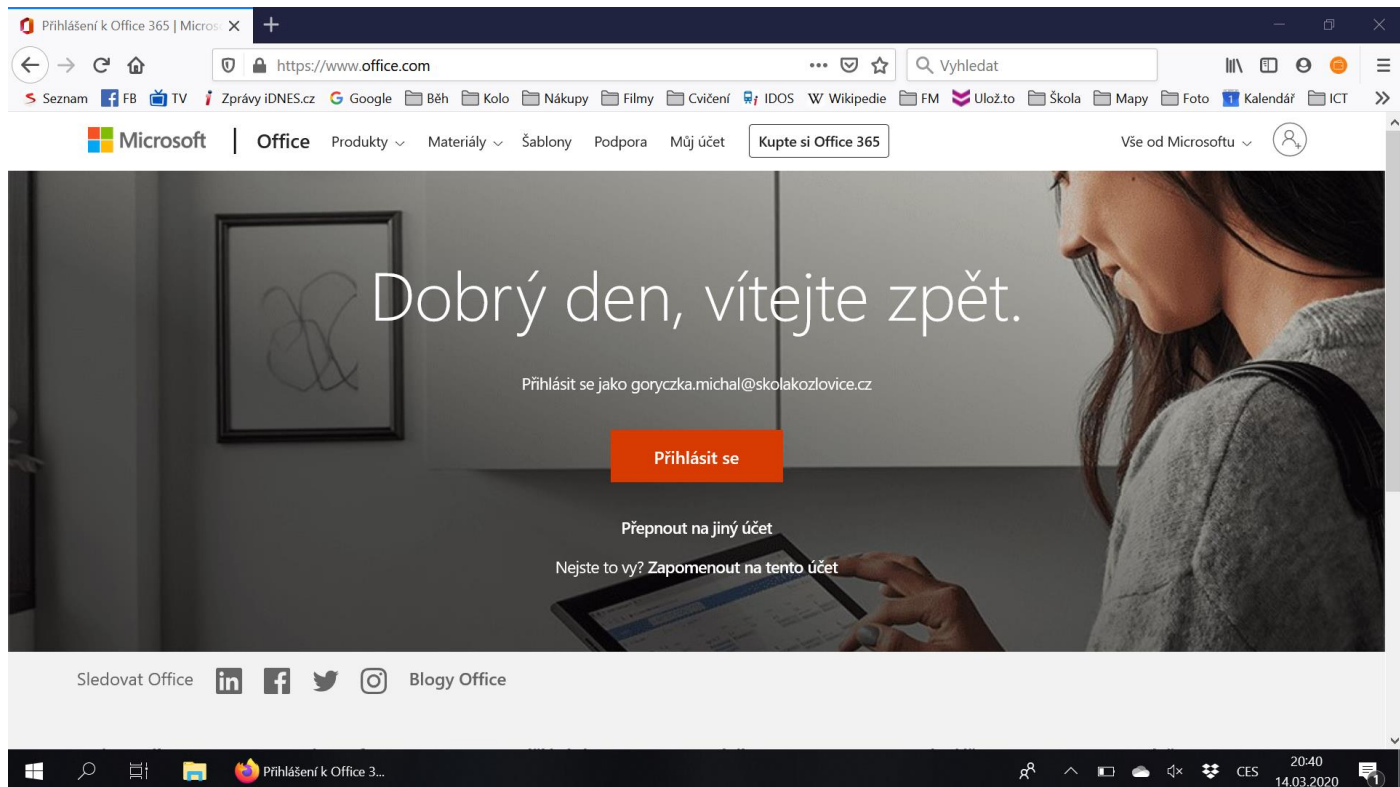 Přihlášení k Office 365 | Micros
https://www.office.com
Vyhledat
Seznam FB TV Zprávy iDNES.cz Google Běh Kolo Nákupy Filmy Cvičení IDOS Wikipedie FM Ulož.to Škola Mapy Foto Kalendář ICT
Microsoft Office Produkty Materiály Šablony Podpora Můj účet Kupte si Office 365 Vše od Microsoftu
Dobrý den, vítejte zpět.
Přihlásit se jako goryczka.michal@skolakozlovice.cz
Přihlásit se
Přepnout na jiný účet
Nejste to vy? Zapomenout na tento účet
Sledovat Office Blogy Office
Přihlášení k Office 3...
CES
20:40
14.03.2020
1